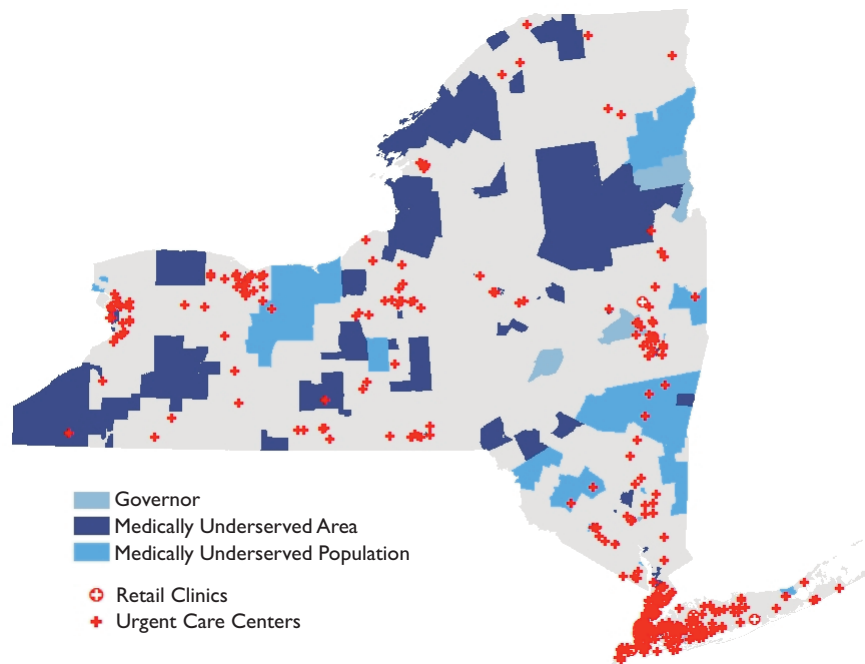 Governor
Medically Underserved Area
Medically Underserved Population
Retail Clinics
Urgent Care Centers